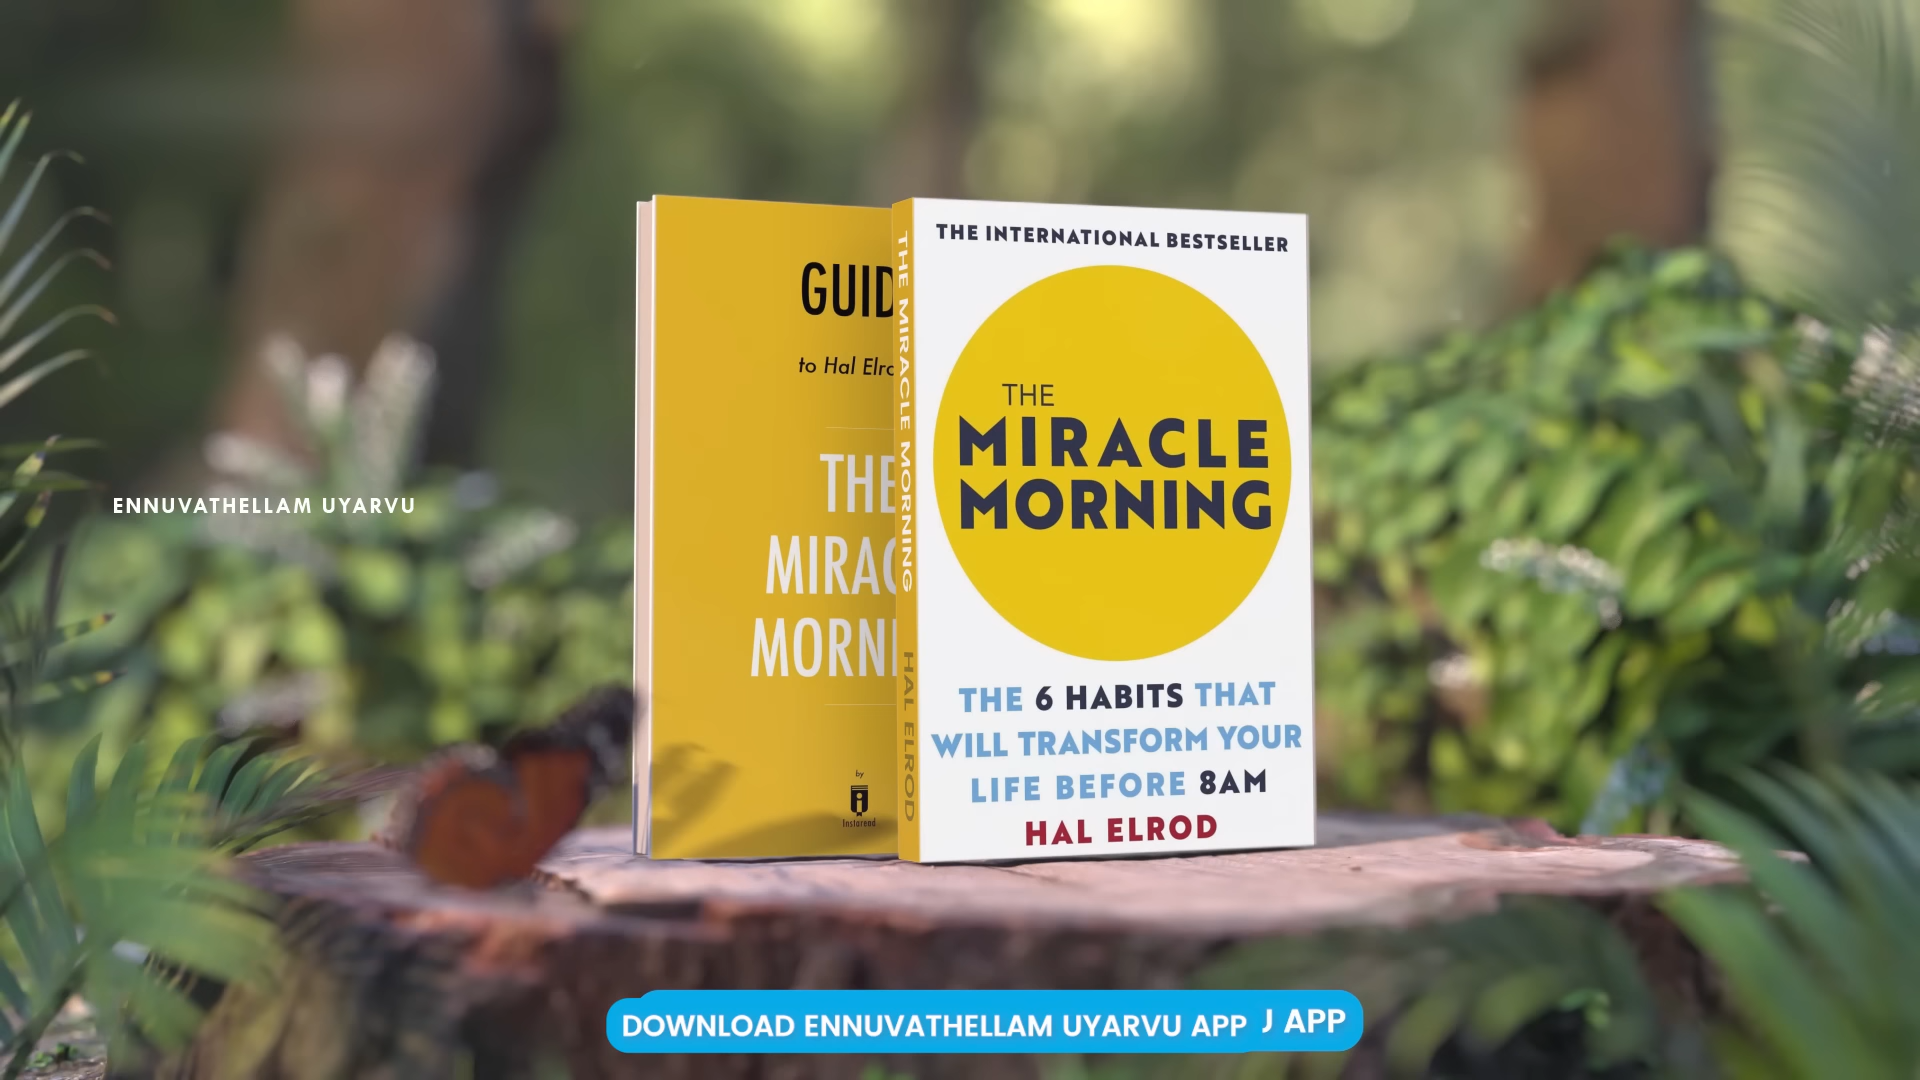 ENNUVATHELLAM UYARVU
GUID
to Hal Elro
THE
MIRAC
MORNI
by
Instaread
THE MIRACLE MORNING
HAL ELROD
THE INTERNATIONAL BESTSELLER
THE
MIRACLE
MORNING
THE 6 HABITS THAT
WILL TRANSFORM YOUR
LIFE BEFORE 8AM
HAL ELROD
DOWNLOAD ENNUVATHELLAM UYARVU APP
J APP